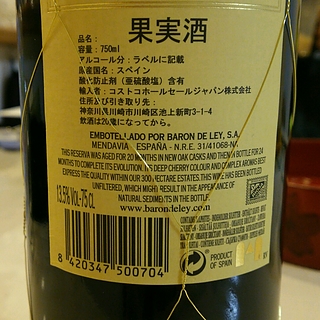 果実酒
品名：
容量：750ml
アルコール分：ラベルに記載
原産国名：スペイン
酸化防止剤（亜硫酸塩）含有
輸入者：コストコホールセールジャパン株式会社
住所及び引き取り先：
神奈川県川崎市川崎区池上新町3-1-4
飲酒は20歳になってから。
EMBOTELLADO POR BARON DE LEY, S.A.
MENDAVIA - ESPAÑA - N.R.E. 31/41068-NA
THIS RESERVA WAS AGED FOR 20 MONTHS IN NEW OAK CASKS AND THEN A BOTTLE FOR 24
MONTHS TO COMPLETE ITS EVOLUTION. ITS DEEP CHERRY COLOUR AND COMPLEX AROMAS BEST
EXPRESS THE QUALITY WITHIN OUR 300 HECTARE ESTATES. THIS WINE HAS BEEN BOTTLED
UNFILTERED, WHICH MIGHT RESULT IN THE APPEARANCE OF
NATURAL SEDIMENTS IN THE BOTTLE.
www.barondeley.com
13,5% VOL-75 CL
8 420347 500704
PRODUCT
OF SPAIN